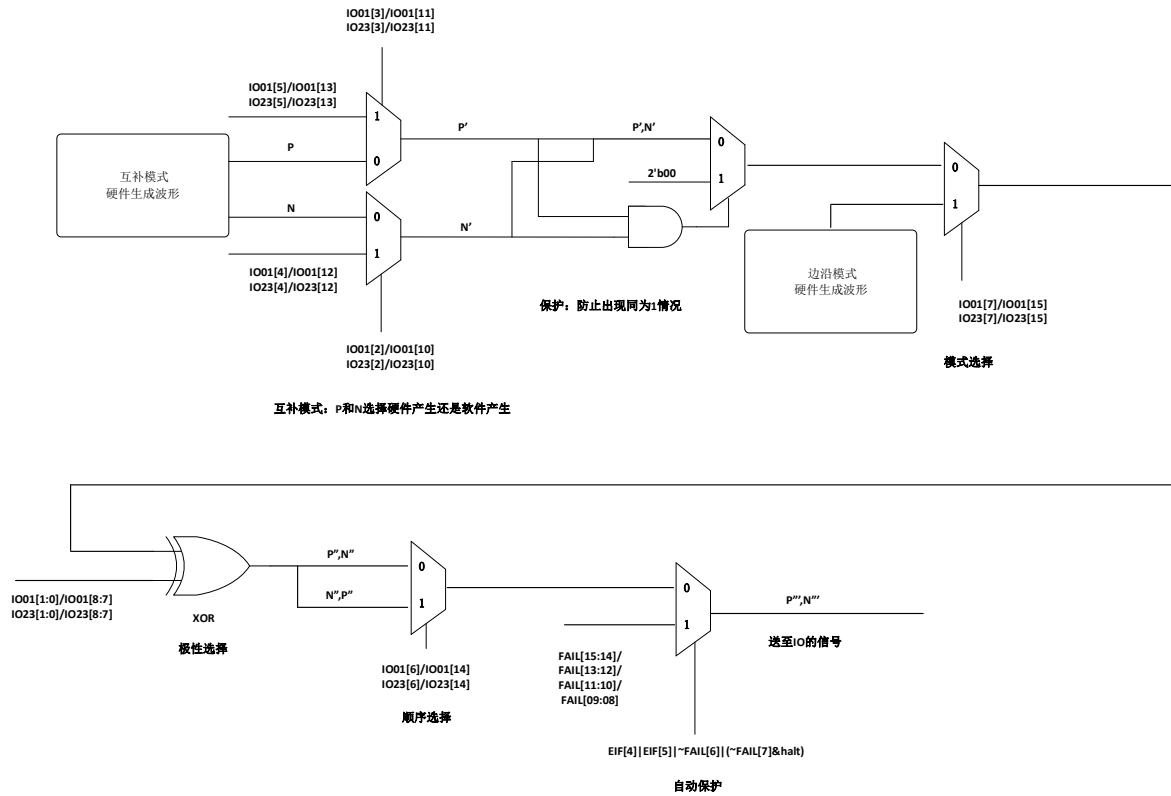 IO01[3]/IO01[11]
IO23[3]/IO23[11]
IO01[5]/IO01[13]
IO23[5]/IO23[13]
1
P
0
P'
P',N'
0
2'b00
1
0
1
互补模式
硬件生成波形
N
0
1
N'
IO01[4]/IO01[12]
IO23[4]/IO23[12]
边沿模式
硬件生成波形
保护：防止出现同为1情况
IO01[7]/IO01[15]
IO23[7]/IO23[15]
模式选择
IO01[2]/IO01[10]
IO23[2]/IO23[10]
互补模式：P和N选择硬件产生还是软件产生
P'',N''
0
N'',P''
1
IO01[1:0]/IO01[8:7]
IO23[1:0]/IO23[8:7]
XOR
极性选择
0
1
P''',N'''
送至IO的信号
FAIL[15:14]/
FAIL[13:12]/
FAIL[11:10]/
FAIL[09:08]
IO01[6]/IO01[14]
IO23[6]/IO23[14]
顺序选择
EIF[4]|EIF[5]|~FAIL[6]|(~FAIL[7]&halt)
自动保护